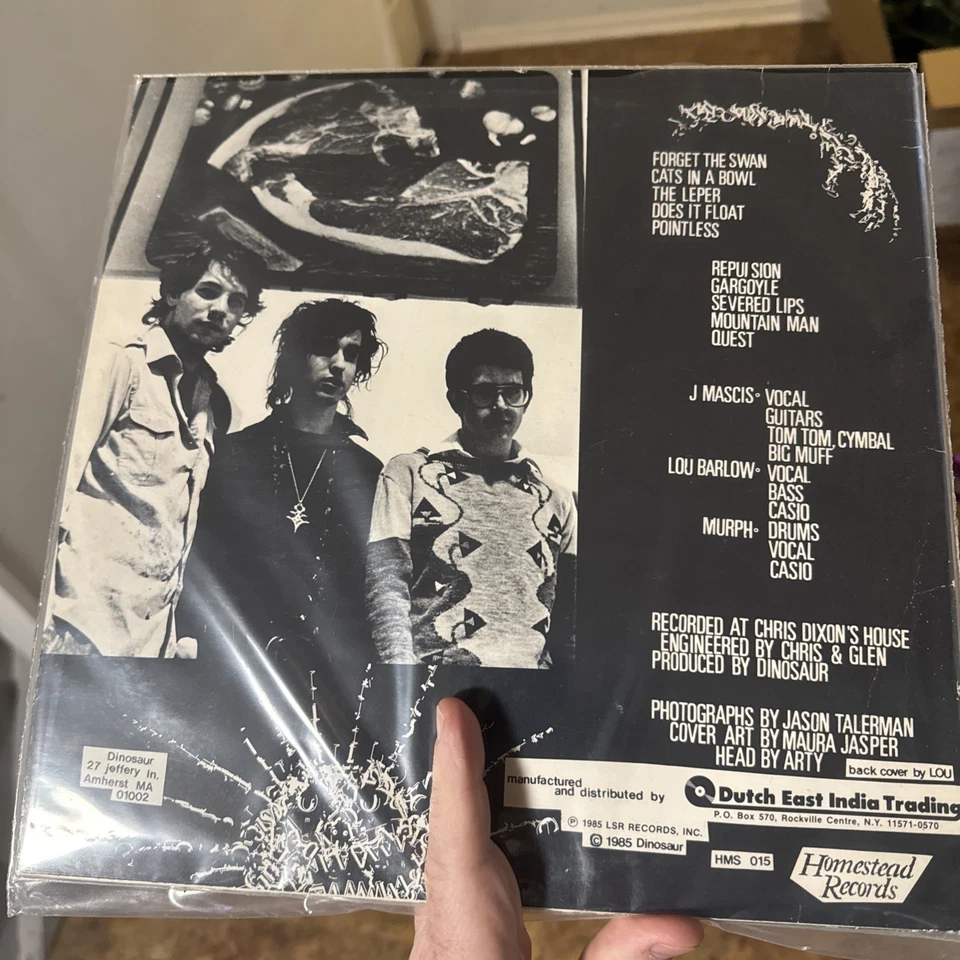 FORGET THE SWAN
CATS IN A BOWL
THE LEPER
DOES IT FLOAT
POINTLESS
REPULSION
GARGOYLE
SEVERED LIPS
MOUNTAIN MAN
QUEST
J MASCIS° VOCAL
GUITARS
TOM TOM, CYMBAL
BIG MUFF
LOU BARLOW° VOCAL
BASS
CASIO
MURPH° DRUMS
VOCAL
CASIO
RECORDED AT CHRIS DIXON'S HOUSE
ENGINEERED BY CHRIS & GLEN
PRODUCED BY DINOSAUR
PHOTOGRAPHS BY JASON TALERMAN
COVER ART BY MAURA JASPER
HEAD BY ARTY
back cover by LOU
Dinosaur
27 jeffery ln.
Amherst MA
01002
manufactured
and distributed by
Dutch East India Trading
P.O. Box 570, Rockville Centre, N.Y. 11571-0570
℗ 1985 LSR RECORDS, INC.
© 1985 Dinosaur
HMS 015
Homestead
Records